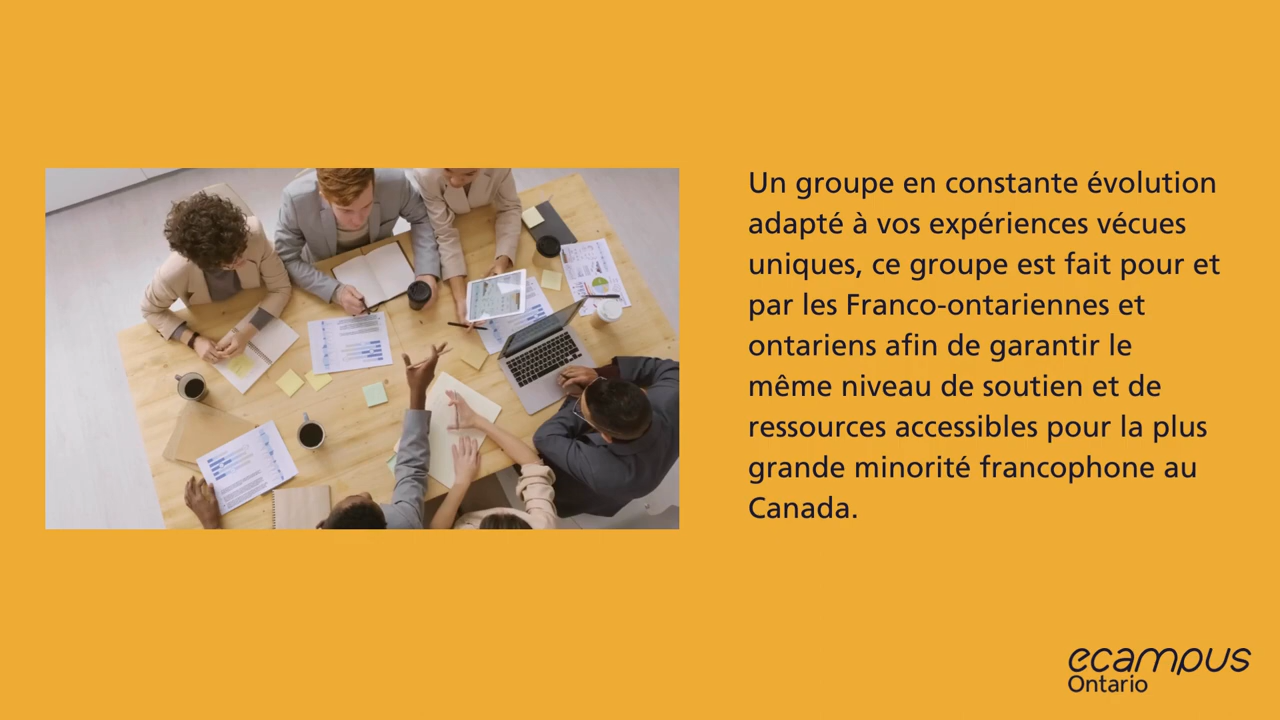 Un groupe en constante évolution
adapté à vos expériences vécues
uniques, ce groupe est fait pour et
par les Franco-ontariennes et
ontariens afin de garantir le
même niveau de soutien et de
ressources accessibles pour la plus
grande minorité francophone au
Canada.
ecampus
Ontario